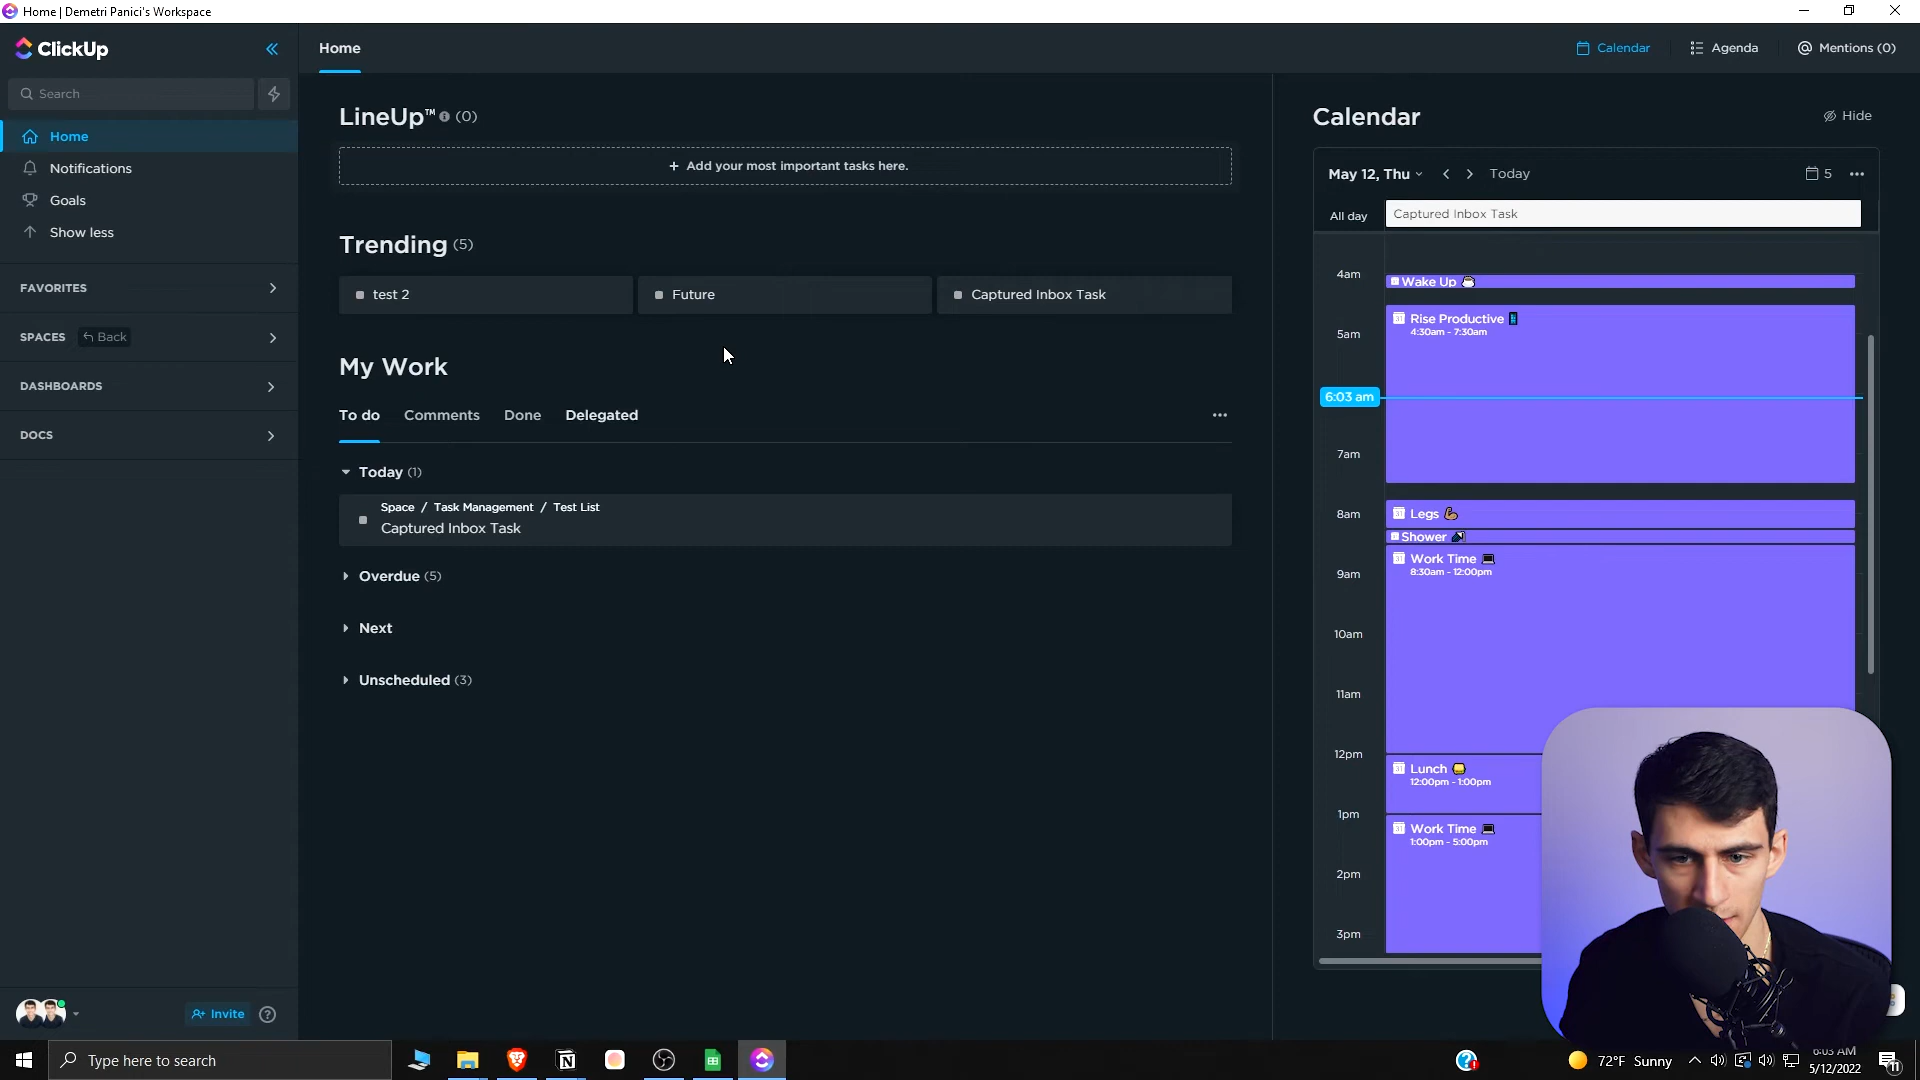 Home | Demetri Panici's Workspace
ClickUp
Search
Home
Notifications
Goals
Show less
FAVORITES
SPACES
Back
DASHBOARDS
DOCS
Invite
Home
Calendar
Agenda
Mentions (0)
LineUp™ (0)
+ Add your most important tasks here.
Trending (5)
test 2
Future
Captured Inbox Task
My Work
To do
Comments
Done
Delegated
Today (1)
Space / Task Management / Test List
Captured Inbox Task
Overdue (5)
Next
Unscheduled (3)
Calendar
Hide
May 12, Thu
Today
5
All day
Captured Inbox Task
4am
Wake Up
Rise Productive
4:30am - 7:30am
5am
6:03 am
7am
8am
Legs
Shower
Work Time
8:30am - 12:00pm
9am
10am
11am
12pm
Lunch
12:00pm - 1:00pm
1pm
Work Time
1:00pm - 5:00pm
2pm
3pm
Type here to search
72°F Sunny
6:03 AM
5/12/2022
11